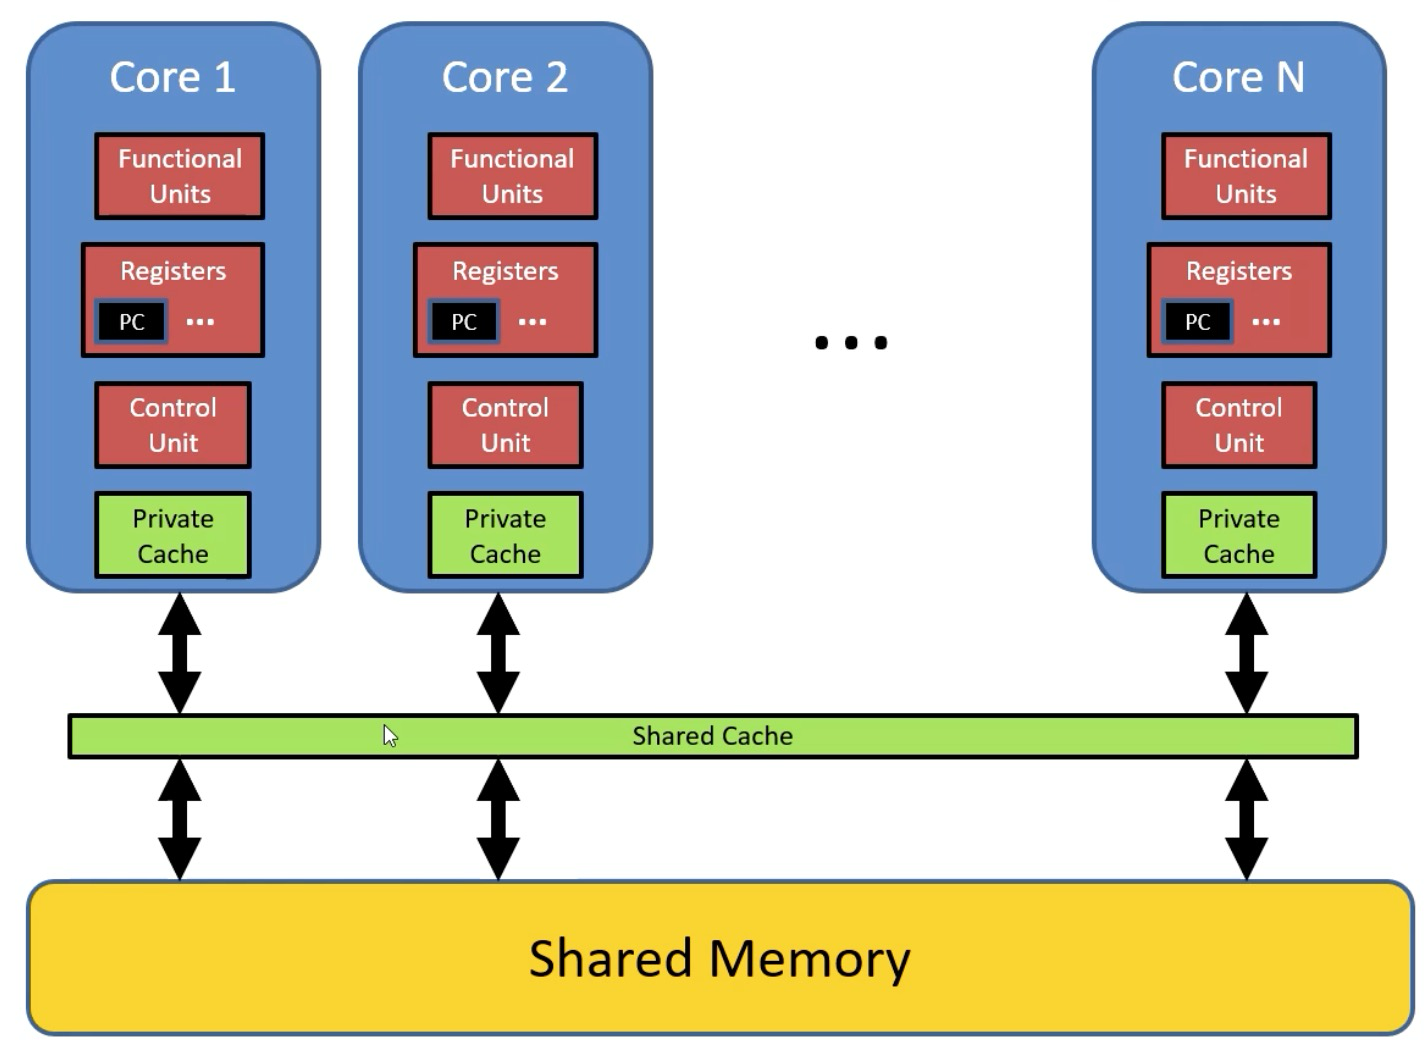 Core 1
Functional
Units
Registers
PC ...
Control
Unit
Private
Cache
Core 2
Functional
Units
Registers
PC ...
Control
Unit
Private
Cache
...
Core N
Functional
Units
Registers
PC ...
Control
Unit
Private
Cache
Shared Cache
Shared Memory